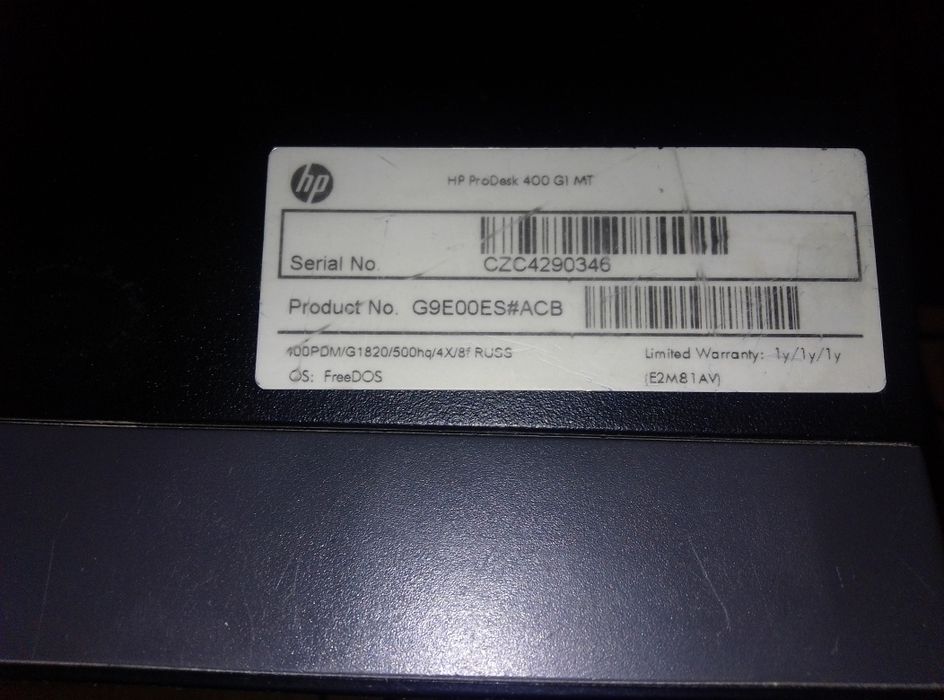 hp
HP ProDesk 400 G1 MT
Serial No. CZC4290346
Product No. G9E00ES#ACB
400PDM/G1820/500hq/4X/8f RUSS
Limited Warranty: 1y/1y/1y
OS: FreeDOS
(E2M81AV)